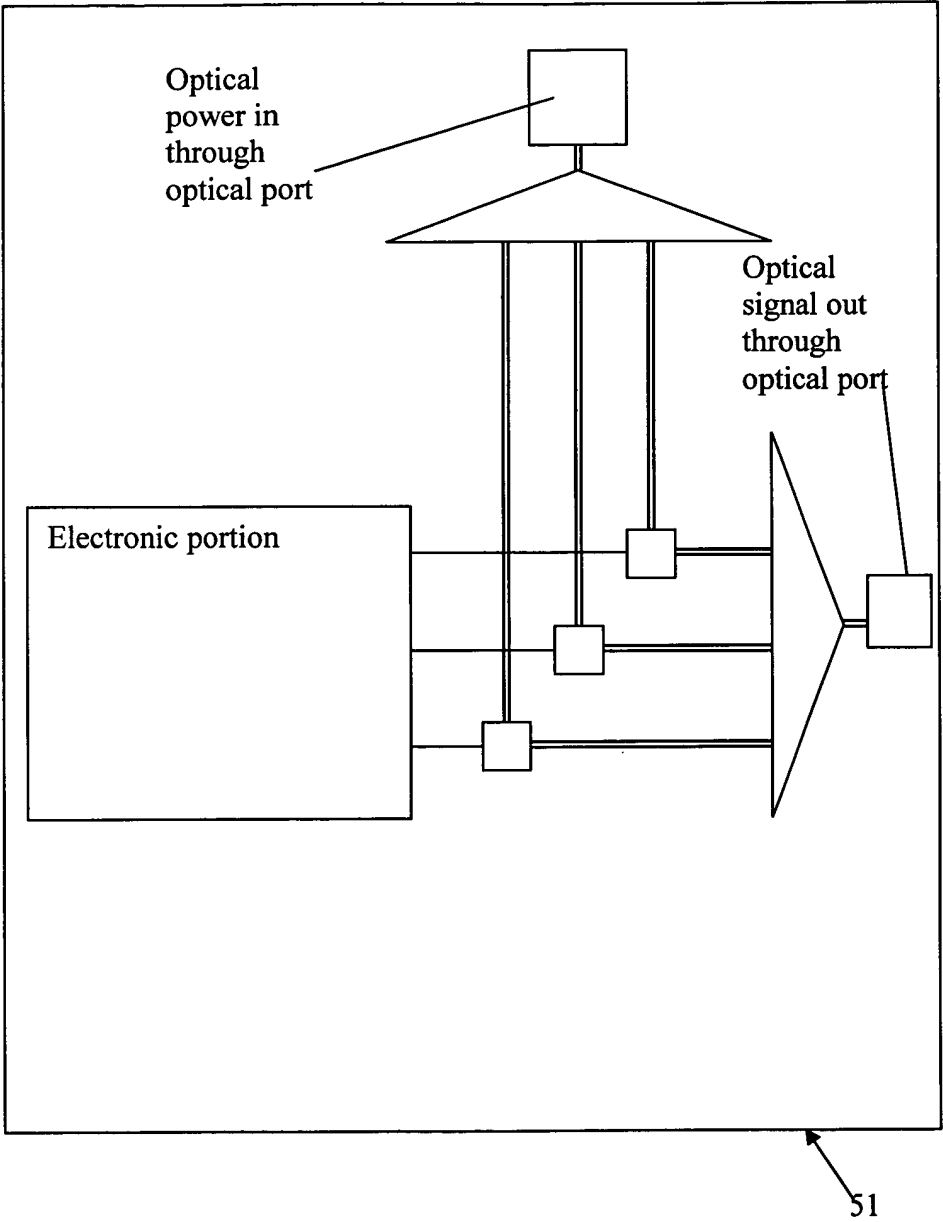 Optical
power in
through
optical port
Optical
signal out
through
optical port
Electronic portion
51